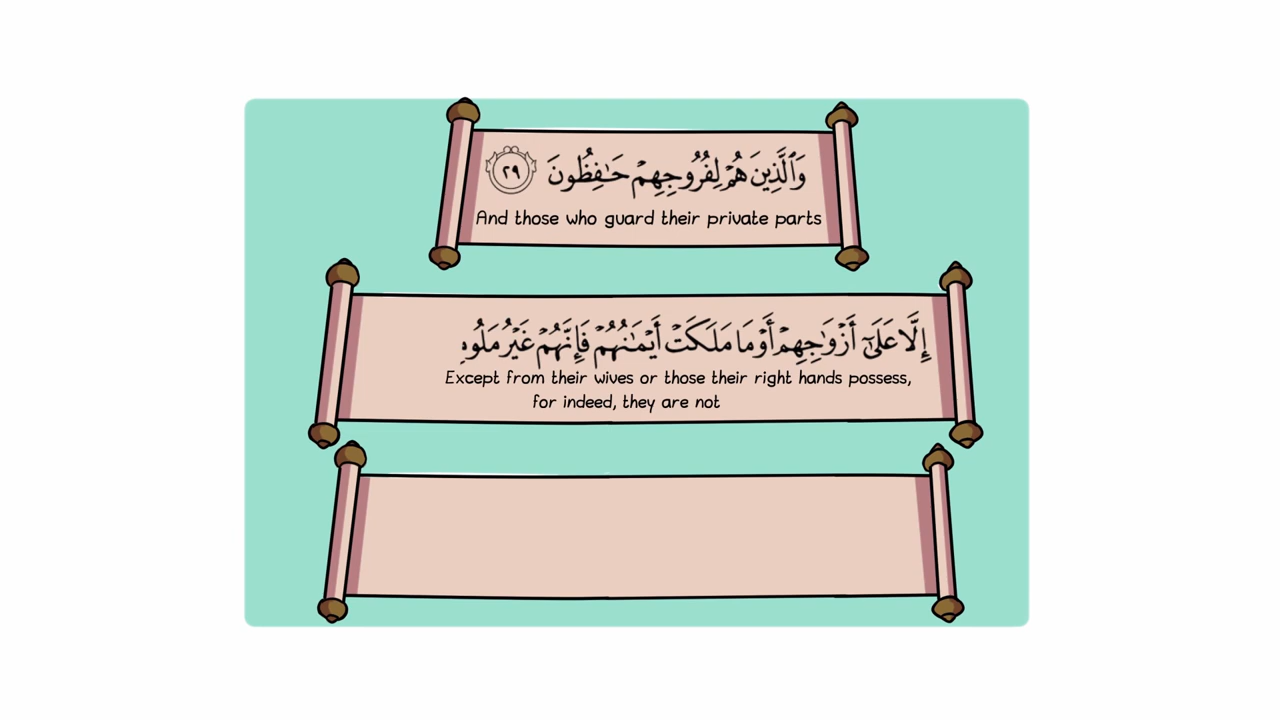 وَٱلَّذِينَ هُمْ لِفُرُوجِهِمْ حَـٰفِظُونَ ٢٩
And those who guard their private parts
إِلَّا عَلَىٰٓ أَزْوَٰجِهِمْ أَوْ مَا مَلَكَتْ أَيْمَـٰنُهُمْ فَإِنَّهُمْ غَيْرُ مَلُو
Except from their wives or those their right hands possess,
for indeed, they are not